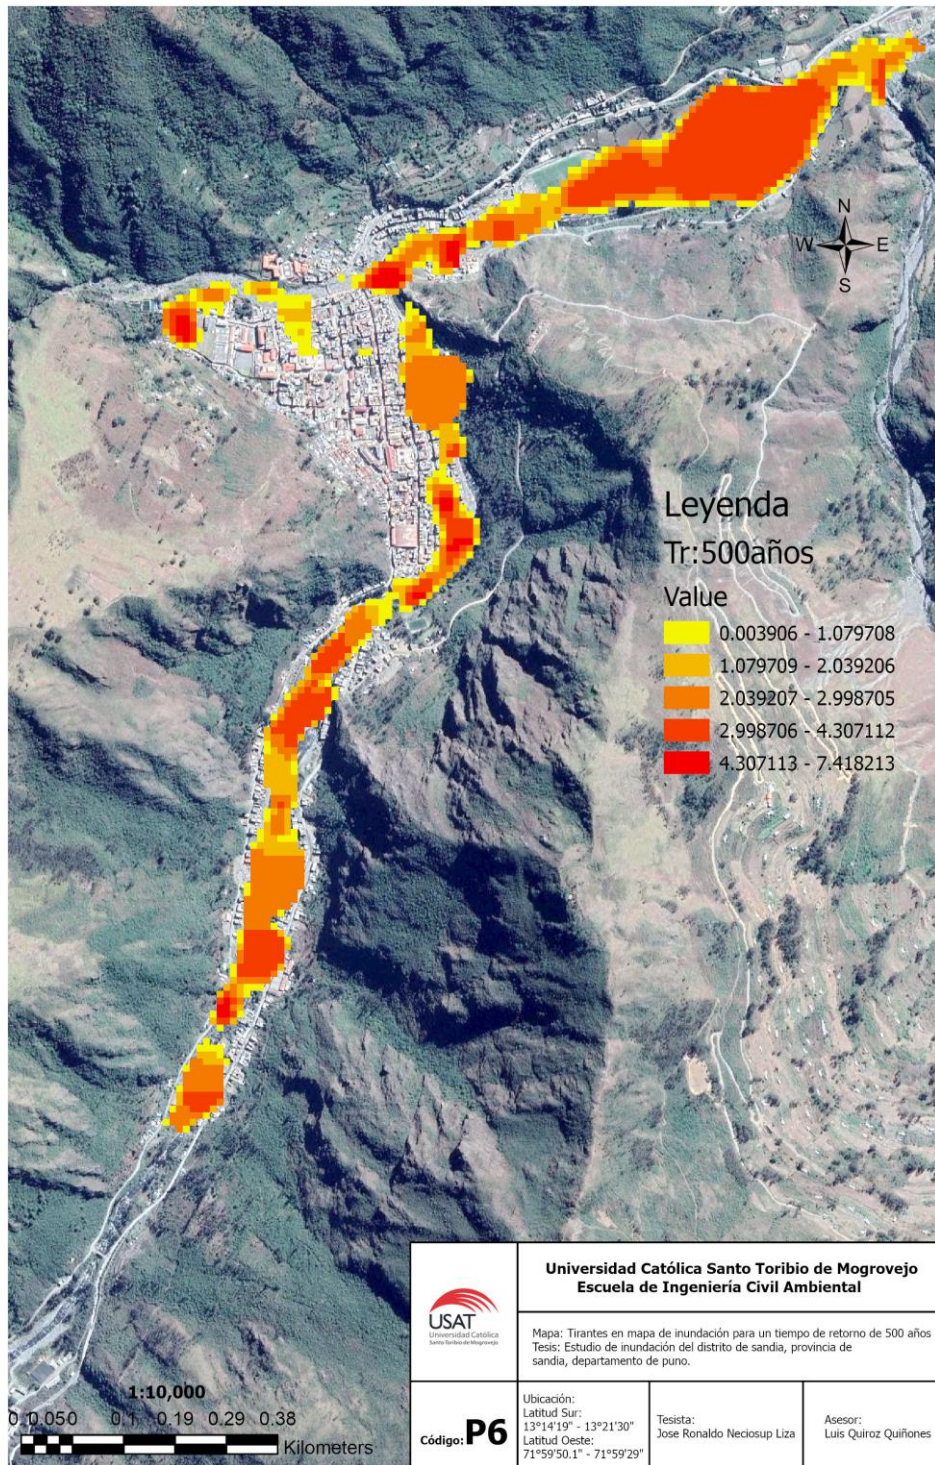 N
W E
S
Leyenda
Tr:500años
Value
0.003906 - 1.079708
1.079709 - 2.039206
2.039207 - 2.998705
2.998706 - 4.307112
4.307113 - 7.418213
Universidad Católica Santo Toribio de Mogrovejo
Escuela de Ingeniería Civil Ambiental
USAT
Universidad Católica
Santo Toribio de Mogrovejo
Mapa: Tirantes en mapa de inundación para un tiempo de retorno de 500 años
Tesis: Estudio de inundación del distrito de sandia, provincia de
sandia, departamento de puno.
1:10,000
0.10.050 0.1 0.19 0.29 0.38
Kilometers
Código: P6
Ubicación:
Latitud Sur:
13°14'19" - 13°21'30"
Latitud Oeste:
71°59'50.1" - 71°59'29"
Tesista:
Jose Ronaldo Neciosup Liza
Asesor:
Luis Quiroz Quiñones